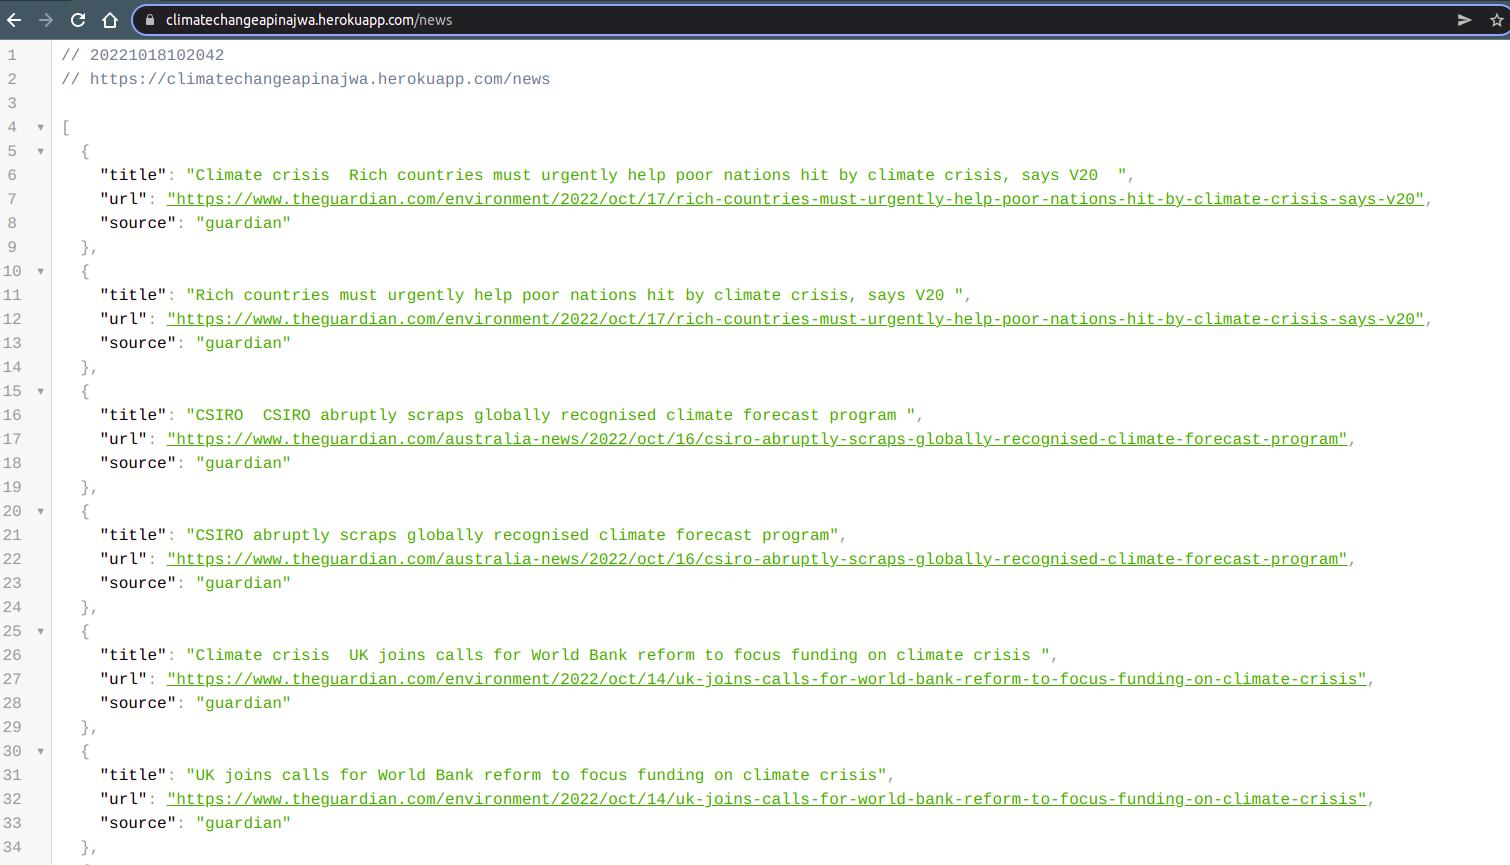 climatechangeapinajwa.herokuapp.com/news
1 // 20221018102042
2 // https://climatechangeapinajwa.herokuapp.com/news
3
4 [
5 {
6 "title": "Climate crisis  Rich countries must urgently help poor nations hit by climate crisis, says V20  ",
7 "url": "https://www.theguardian.com/environment/2022/oct/17/rich-countries-must-urgently-help-poor-nations-hit-by-climate-crisis-says-v20",
8 "source": "guardian"
9 },
10 {
11 "title": "Rich countries must urgently help poor nations hit by climate crisis, says V20 ",
12 "url": "https://www.theguardian.com/environment/2022/oct/17/rich-countries-must-urgently-help-poor-nations-hit-by-climate-crisis-says-v20",
13 "source": "guardian"
14 },
15 {
16 "title": "CSIRO  CSIRO abruptly scraps globally recognised climate forecast program ",
17 "url": "https://www.theguardian.com/australia-news/2022/oct/16/csiro-abruptly-scraps-globally-recognised-climate-forecast-program",
18 "source": "guardian"
19 },
20 {
21 "title": "CSIRO abruptly scraps globally recognised climate forecast program",
22 "url": "https://www.theguardian.com/australia-news/2022/oct/16/csiro-abruptly-scraps-globally-recognised-climate-forecast-program",
23 "source": "guardian"
24 },
25 {
26 "title": "Climate crisis  UK joins calls for World Bank reform to focus funding on climate crisis ",
27 "url": "https://www.theguardian.com/environment/2022/oct/14/uk-joins-calls-for-world-bank-reform-to-focus-funding-on-climate-crisis",
28 "source": "guardian"
29 },
30 {
31 "title": "UK joins calls for World Bank reform to focus funding on climate crisis",
32 "url": "https://www.theguardian.com/environment/2022/oct/14/uk-joins-calls-for-world-bank-reform-to-focus-funding-on-climate-crisis",
33 "source": "guardian"
34 },